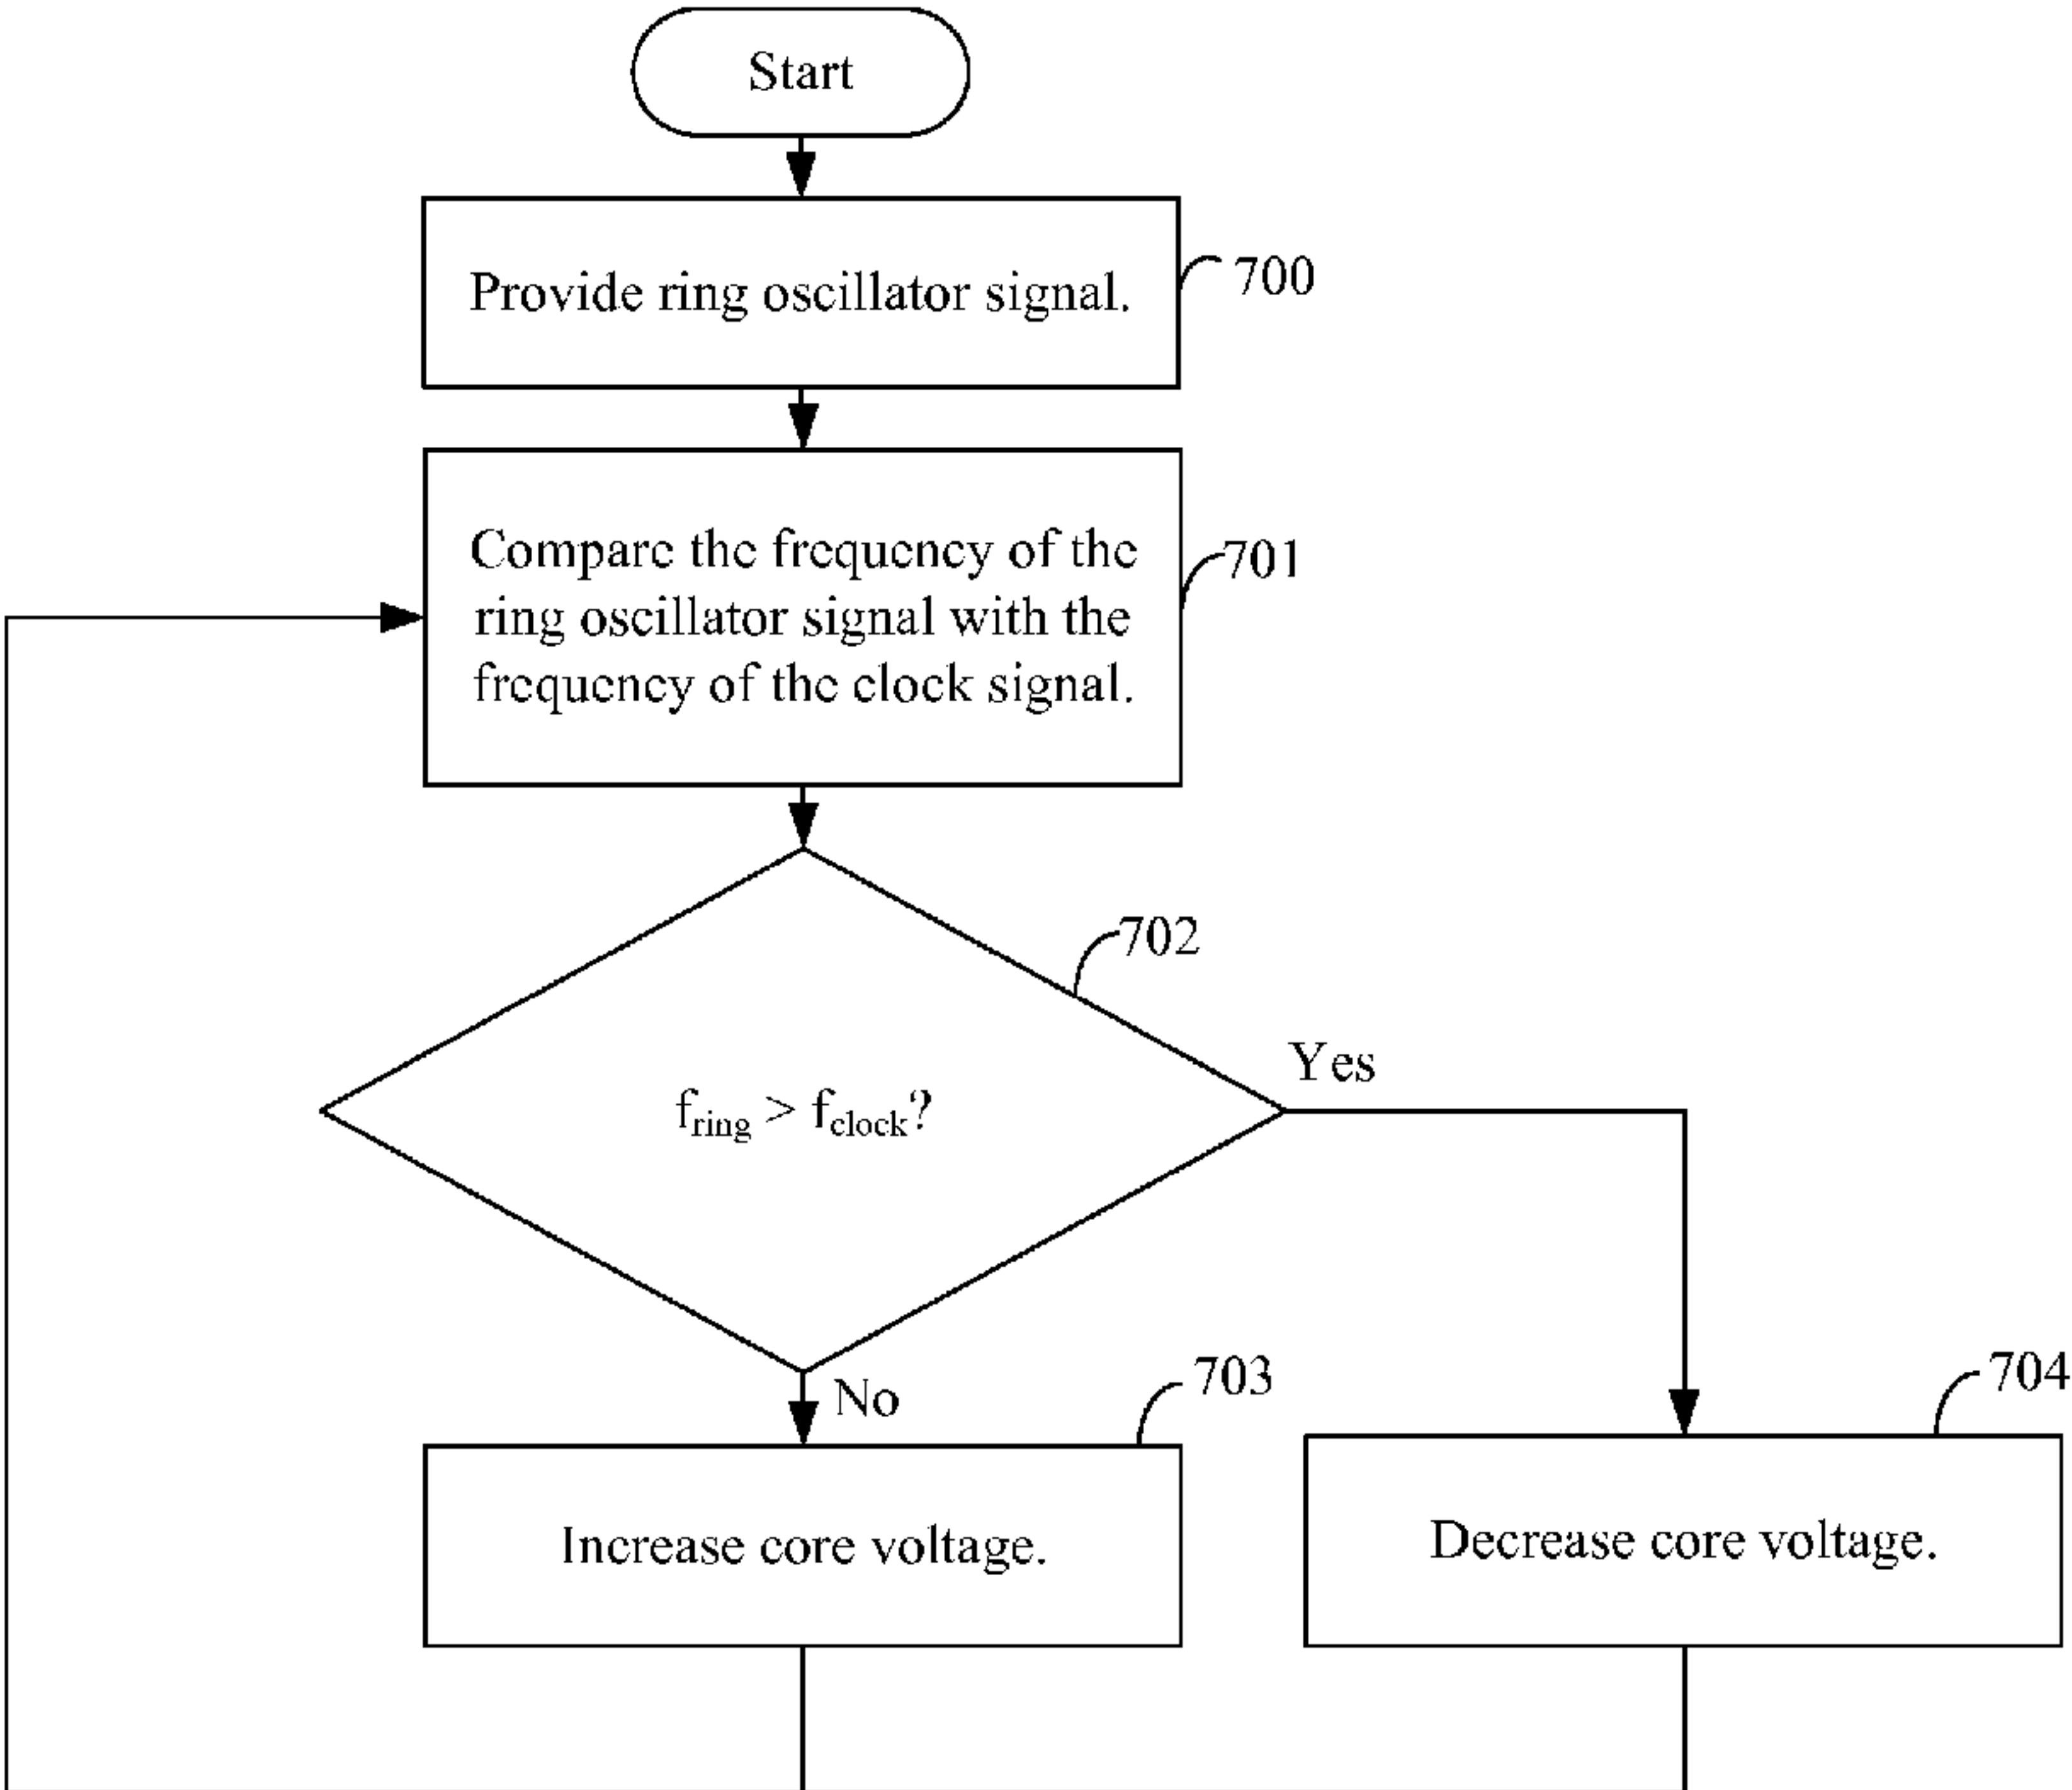 Start
Provide ring oscillator signal.
700
Compare the frequency of the
ring oscillator signal with the
frequency of the clock signal.
701
702
fring > fclock?
Yes
No
703
704
Increase core voltage.
Decrease core voltage.